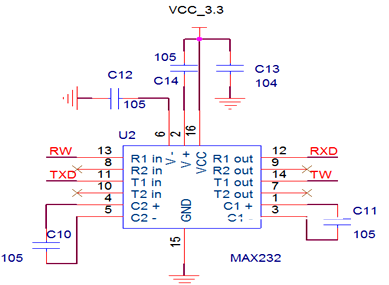 VCC_3.3
105
C14
C13
104
C12
105
U2
6
2
16
V -
V +
VCC
RW
13
R1 in
R1 out
12
RXD
8
R2 in
R2 out
9
TXD
11
T1 in
T1 out
14
TW
10
T2 in
T2 out
7
4
C2 +
C1 +
1
5
C2 -
C1 -
3
GND
C10
105
C11
105
15
MAX232